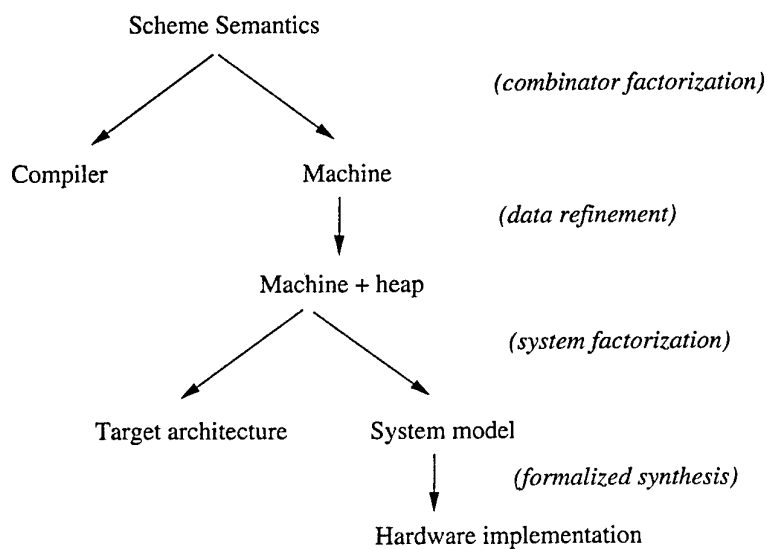 Scheme Semantics
(combinator factorization)
Compiler
Machine
(data refinement)
Machine + heap
(system factorization)
Target architecture
System model
(formalized synthesis)
Hardware implementation